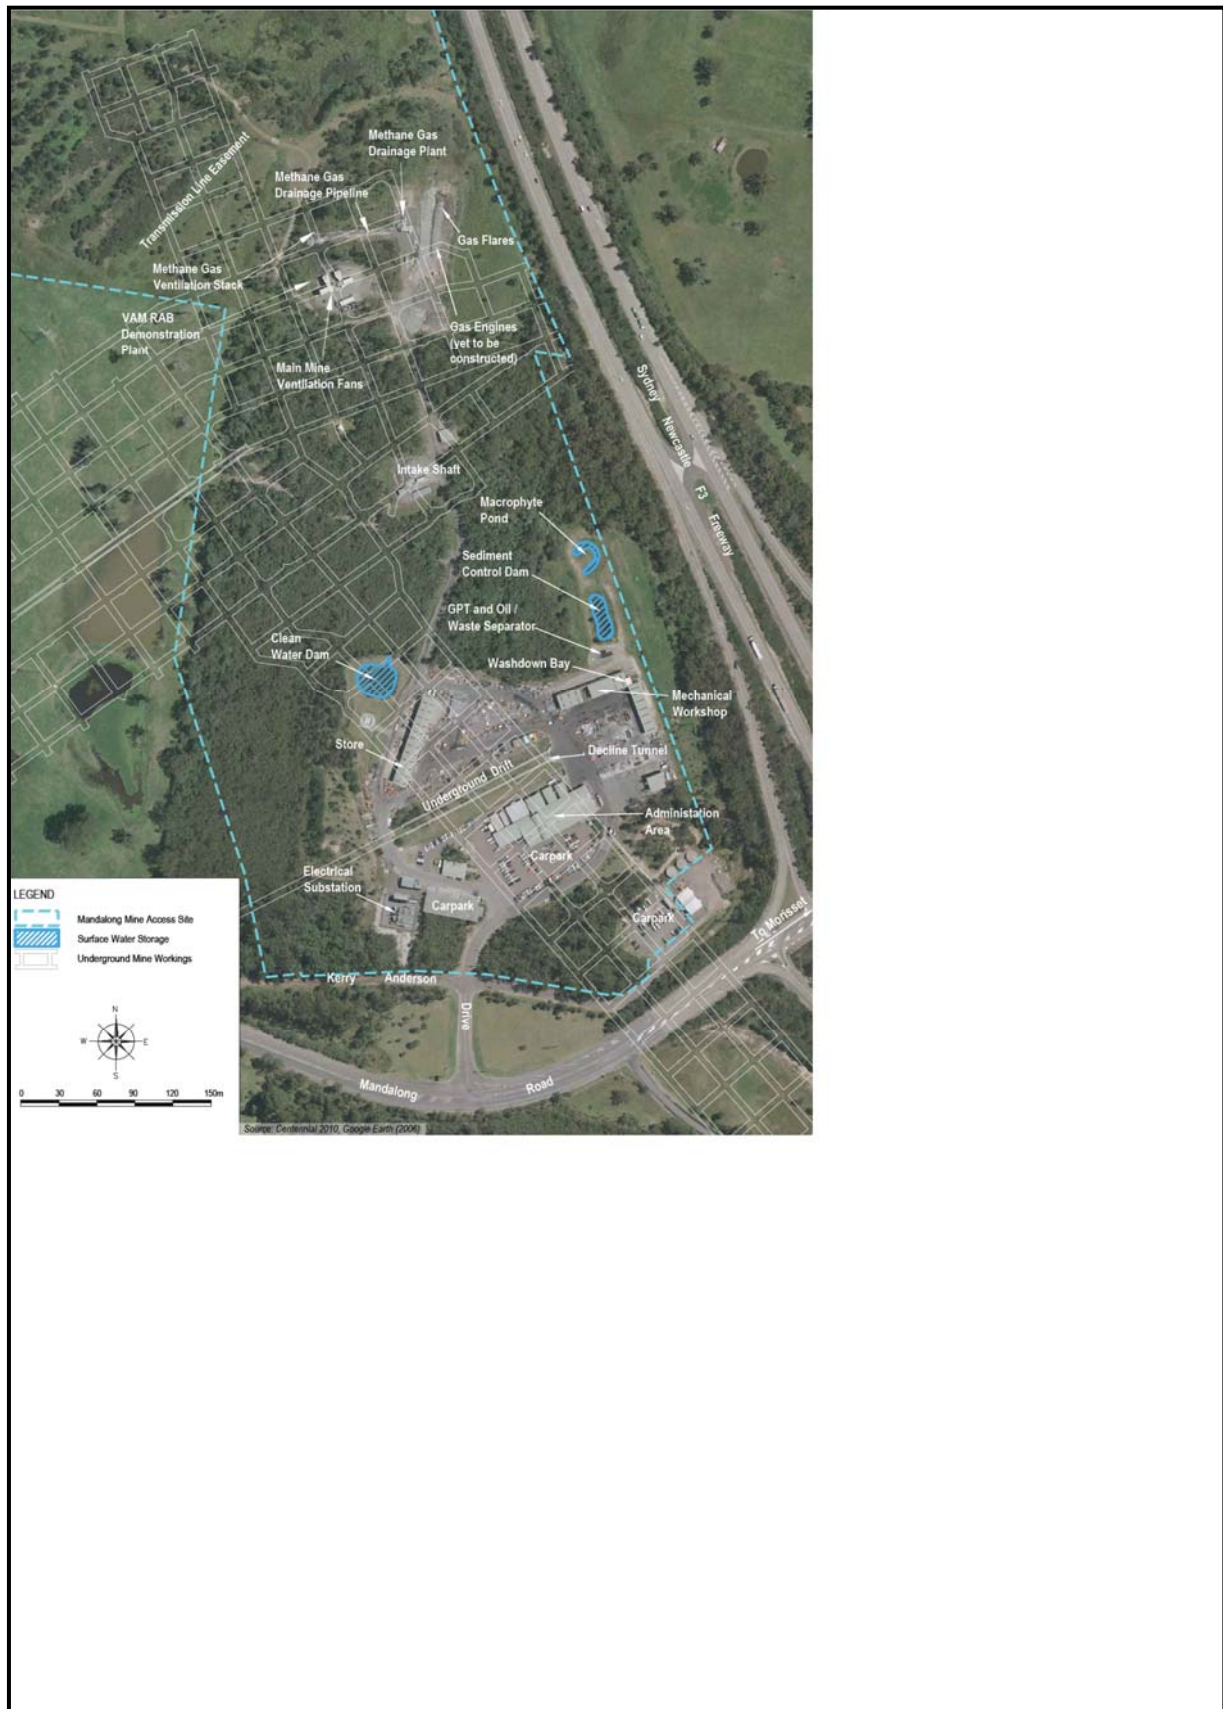 Methane Gas
Drainage Plant
Transmission Line Easement
Methane Gas
Drainage Pipeline
Gas Flares
Methane Gas
Ventilation Stack
VAM RAB
Demonstration
Plant
Gas Engines
(yet to be
constructed)
Main Mine
Ventilation Fans
Sydney Newcastle F3 Freeway
Intake Shaft
Macrophyte
Pond
Sediment
Control Dam
GPT and Oil /
Waste Separator
Clean
Water Dam
Washdown Bay
Mechanical
Workshop
Store
Decline Tunnel
Underground Drift
Administation
Area
Carpark
Electrical
Substation
Carpark
Carpark
To Morisset
Kerry Anderson Drive
Mandalong Road
LEGEND
Mandalong Mine Access Site
Surface Water Storage
Underground Mine Workings
N
W E
S
0 30 60 90 120 150m
Source: Centennial 2010, Google Earth (2006)